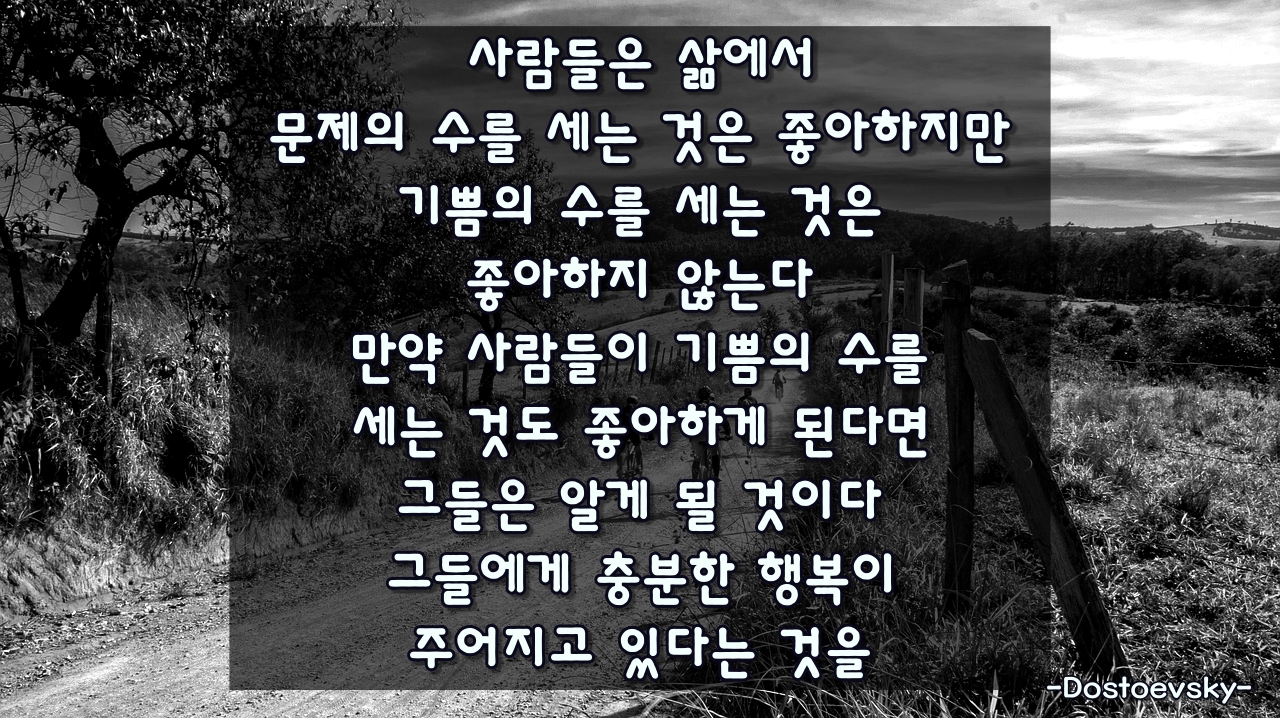 사람들은 삶에서
문제의 수를 세는 것은 좋아하지만
기쁨의 수를 세는 것은
좋아하지 않는다
만약 사람들이 기쁨의 수를
세는 것도 좋아하게 된다면
그들은 알게 될 것이다
그들에게 충분한 행복이
주어지고 있다는 것을
-Dostoevsky-